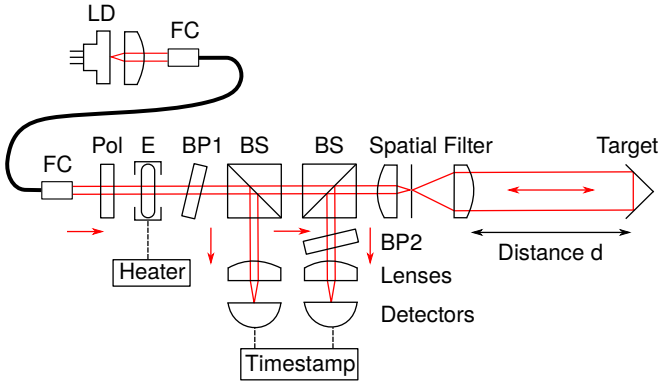 LD
FC
FC
Pol
E
BP1
BS
BS
Spatial Filter
Target
BP2
Distance d
Heater
Lenses
Detectors
Timestamp